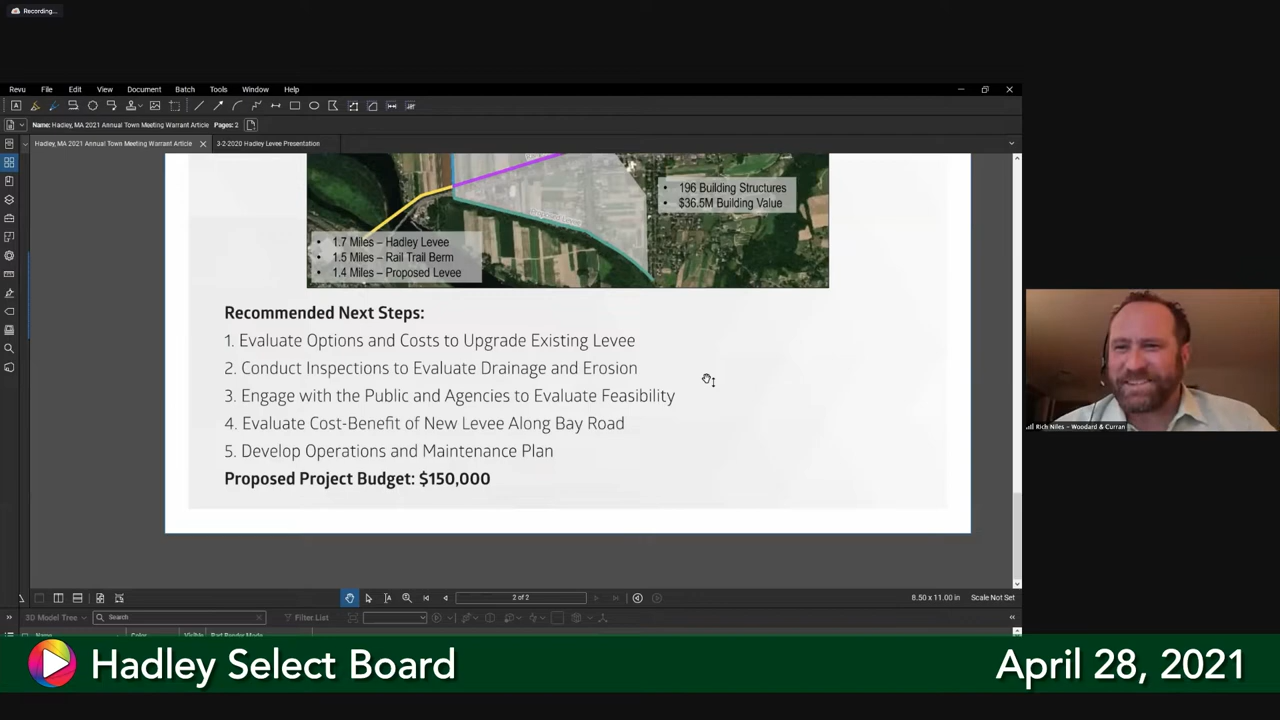 Recording...
Revu File Edit View Document Batch Tools Window Help
Name: Hadley, MA 2021 Annual Town Meeting Warrant Article Pages: 2
Hadley, MA 2021 Annual Town Meeting Warrant Article
3-2-2020 Hadley Levee Presentation
• 196 Building Structures
• $36.5M Building Value
• 1.7 Miles – Hadley Levee
• 1.5 Miles – Rail Trail Berm
• 1.4 Miles – Proposed Levee
Recommended Next Steps:
1. Evaluate Options and Costs to Upgrade Existing Levee
2. Conduct Inspections to Evaluate Drainage and Erosion
3. Engage with the Public and Agencies to Evaluate Feasibility
4. Evaluate Cost-Benefit of New Levee Along Bay Road
5. Develop Operations and Maintenance Plan
Proposed Project Budget: $150,000
Rich Niles – Woodard & Curran
2 of 2
8.50 x 11.00 in
Scale Not Set
3D Model Tree
Search
Filter List
Hadley Select Board
April 28, 2021